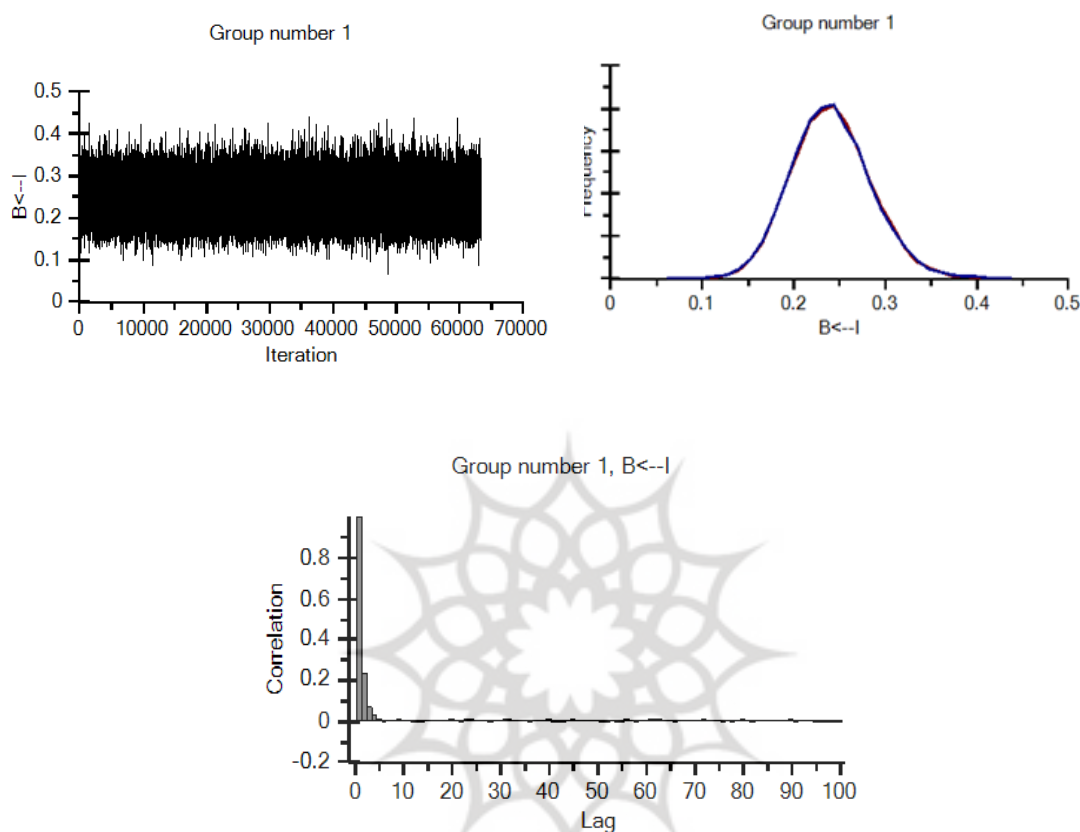 Group number 1
0.5
0.4
0.3
0.2
0.1
0
B<--I
0 10000 20000 30000 40000 50000 60000 70000
Iteration
Group number 1
Frequency
0 0.1 0.2 0.3 0.4 0.5
B<--I
Group number 1, B<--I
0.8
0.6
0.4
0.2
0
-0.2
Correlation
0 10 20 30 40 50 60 70 80 90 100
Lag